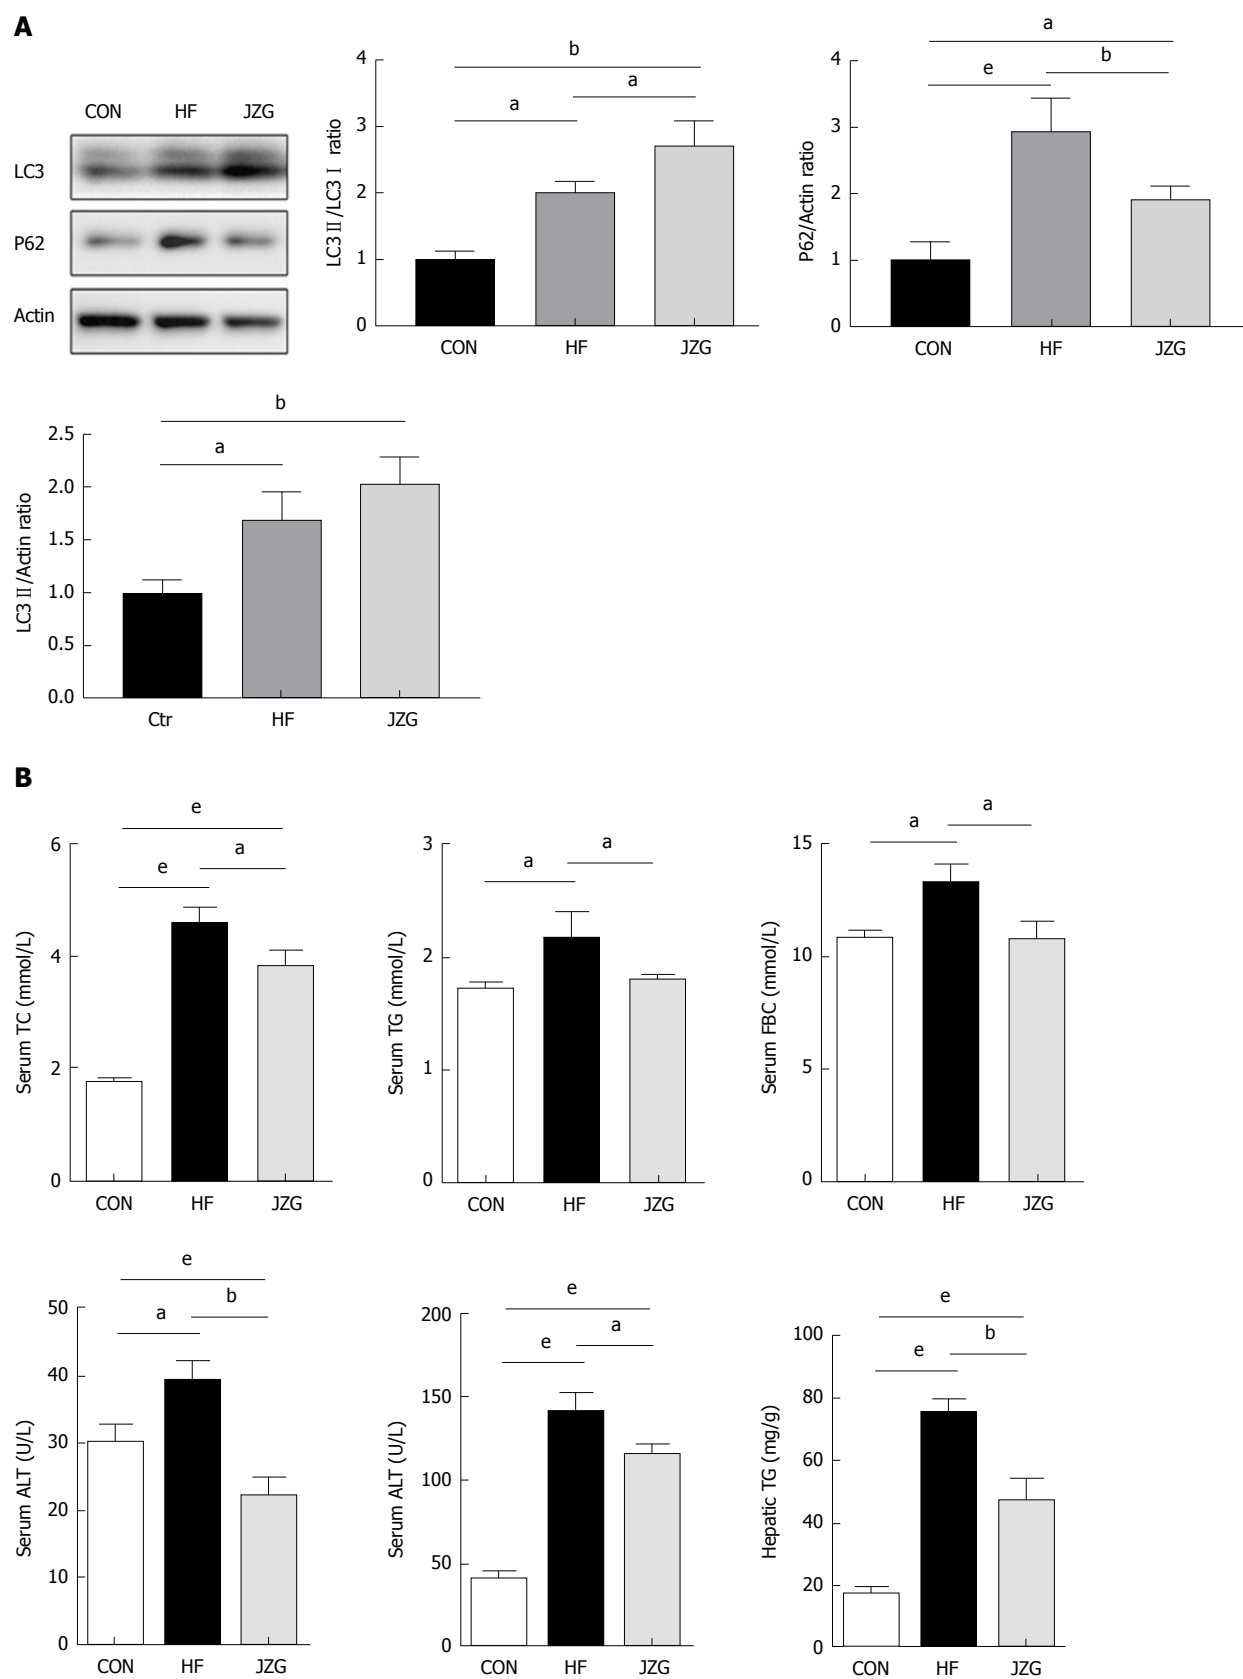 A
CON HF JZG
LC3
P62
Actin
LC3Ⅱ/LC3Ⅰ ratio
4
3
2
1
0
b
a
a
CON HF JZG
P62/Actin ratio
4
3
2
1
0
a
b
e
CON HF JZG
LC3Ⅱ/Actin ratio
2.5
2.0
1.5
1.0
0.5
0.0
b
a
Ctr HF JZG
B
Serum TC (mmol/L)
6
4
2
0
e
a
e
CON HF JZG
Serum TG (mmol/L)
3
2
1
0
a a
CON HF JZG
Serum FBC (mmol/L)
15
10
5
0
a
a
CON HF JZG
Serum ALT (U/L)
50
40
30
20
10
0
e
b
a
CON HF JZG
Serum ALT (U/L)
200
150
100
50
0
e
a
e
CON HF JZG
Hepatic TG (mg/g)
100
80
60
40
20
0
e
b
e
CON HF JZG